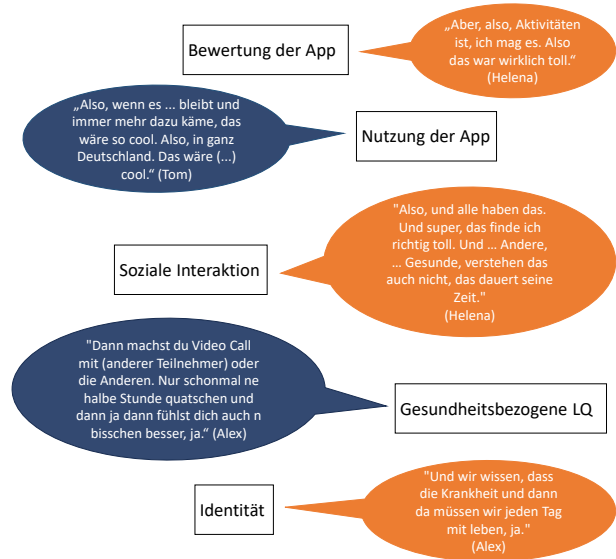 Bewertung der App
„Aber, also, Aktivitäten
ist, ich mag es. Also
das war wirklich toll.“
(Helena)
„Also, wenn es ... bleibt und
immer mehr dazu käme, das
wäre so cool. Also, in ganz
Deutschland. Das wäre (...)
cool.“ (Tom)
Nutzung der App
"Also, und alle haben das.
Und super, das finde ich
richtig toll. Und ... Andere,
... Gesunde, verstehen das
auch nicht, das dauert seine
Zeit."
(Helena)
Soziale Interaktion
"Dann machst du Video Call
mit (anderer Teilnehmer) oder
die Anderen. Nur schonmal ne
halbe Stunde quatschen und
dann ja dann fühlst dich auch n
bisschen besser, ja.“ (Alex)
Gesundheitsbezogene LQ
"Und wir wissen, dass
die Krankheit und dann
da müssen wir jeden Tag
mit leben, ja."
(Alex)
Identität